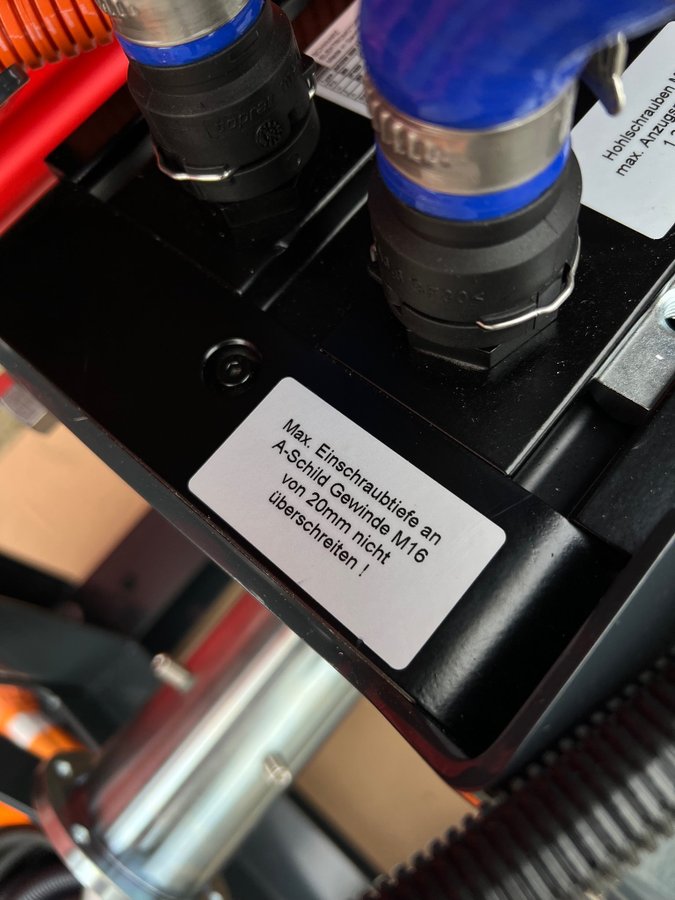 Max. Einschraubtiefe an
A-Schild Gewinde M16
von 20mm nicht
überschreiten !
Hohlschrauben M
max. Anzugs